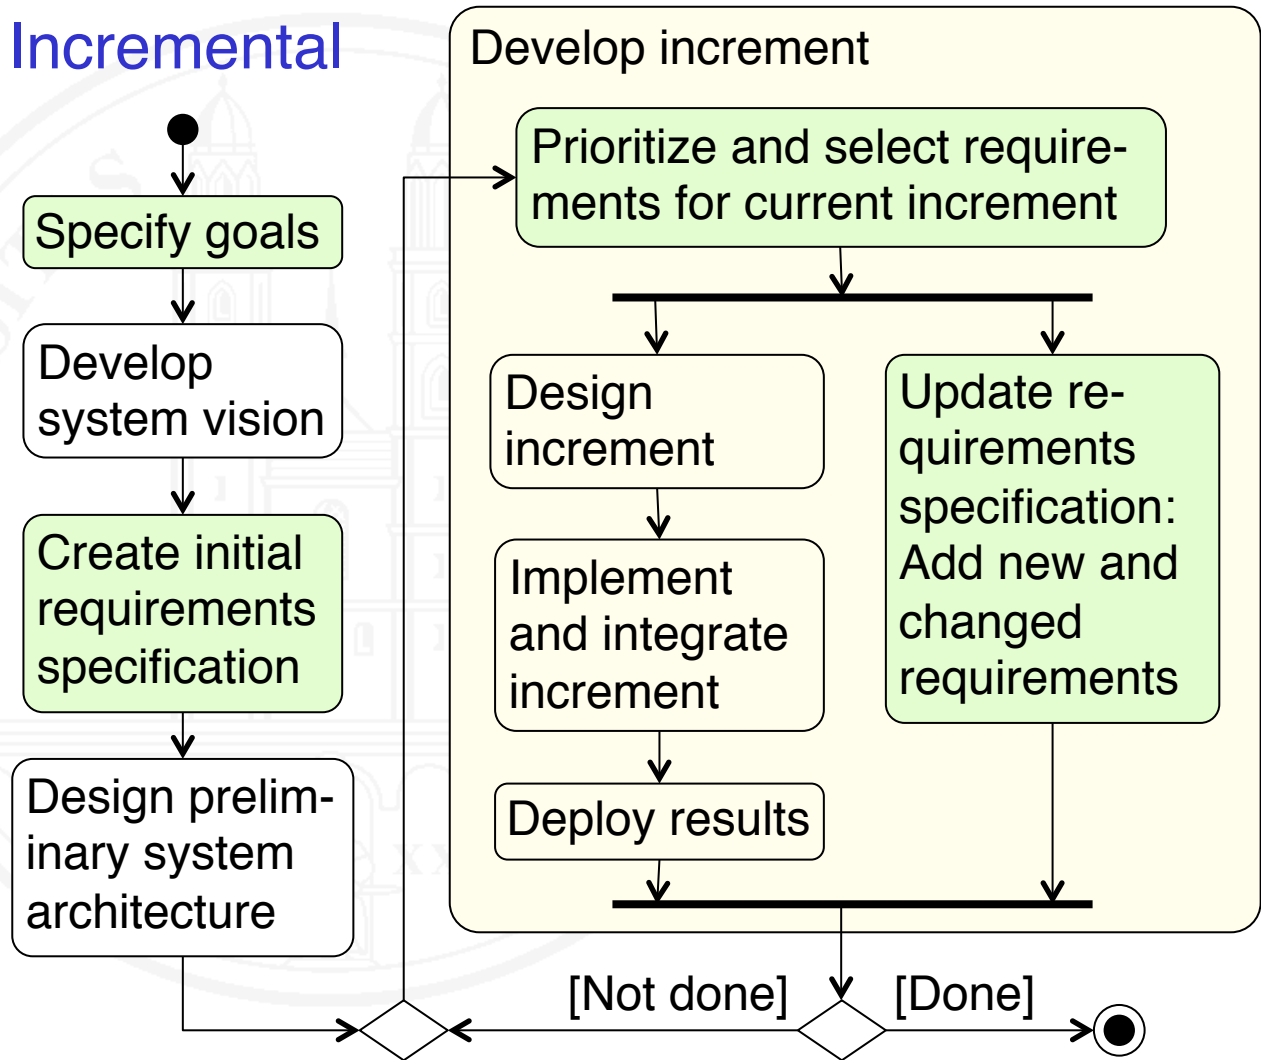 Incremental
Specify goals
Develop
system vision
Create initial
requirements
specification
Design prelim-
inary system
architecture
Develop increment
Prioritize and select require-
ments for current increment
Design
increment
Implement
and integrate
increment
Deploy results
Update re-
quirements
specification:
Add new and
changed
requirements
[Not done]
[Done]